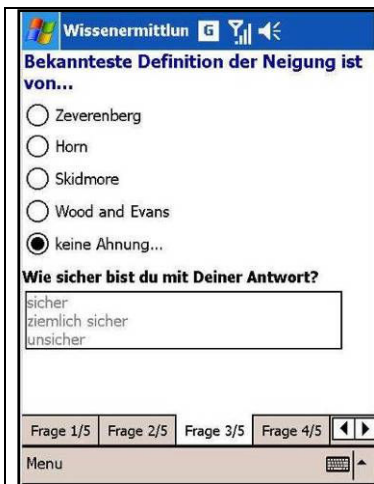 Wissenermittlun G
Bekannteste Definition der Neigung ist
von...
Zeverenberg
Horn
Skidmore
Wood and Evans
keine Ahnung...
Wie sicher bist du mit Deiner Antwort?
sicher
ziemlich sicher
unsicher
Frage 1/5 Frage 2/5 Frage 3/5 Frage 4/5
Menu